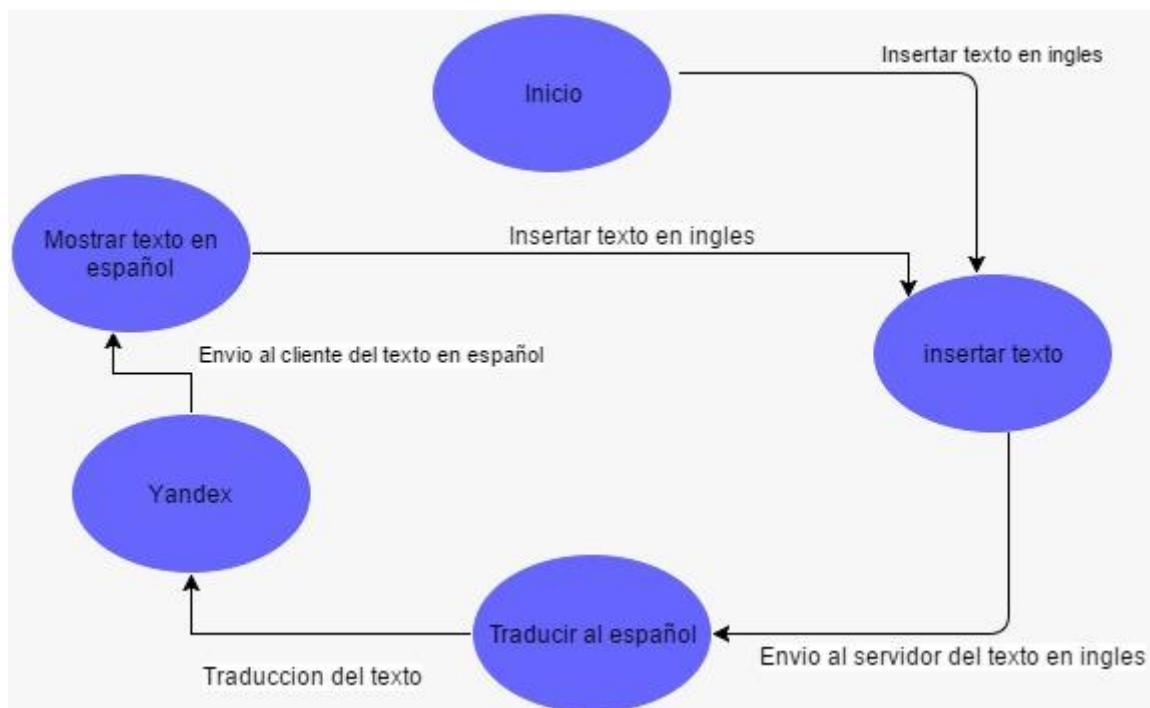 Insertar texto en ingles
Inicio
Mostrar texto en
español
Insertar texto en ingles
insertar texto
Envio al cliente del texto en español
Yandex
Traducir al español
Envio al servidor del texto en ingles
Traduccion del texto